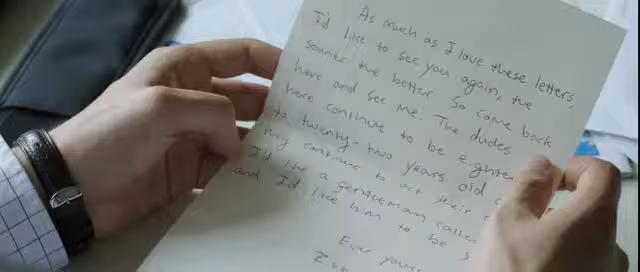 As much as I love these letters,
I'd like to see you again, the
sooner the better. So come back
here and see me. The dudes
here continue to be eighteen
to twenty-two years old
continue to act their
I'd like a gentleman caller
and I'd like him to be
Ever yours